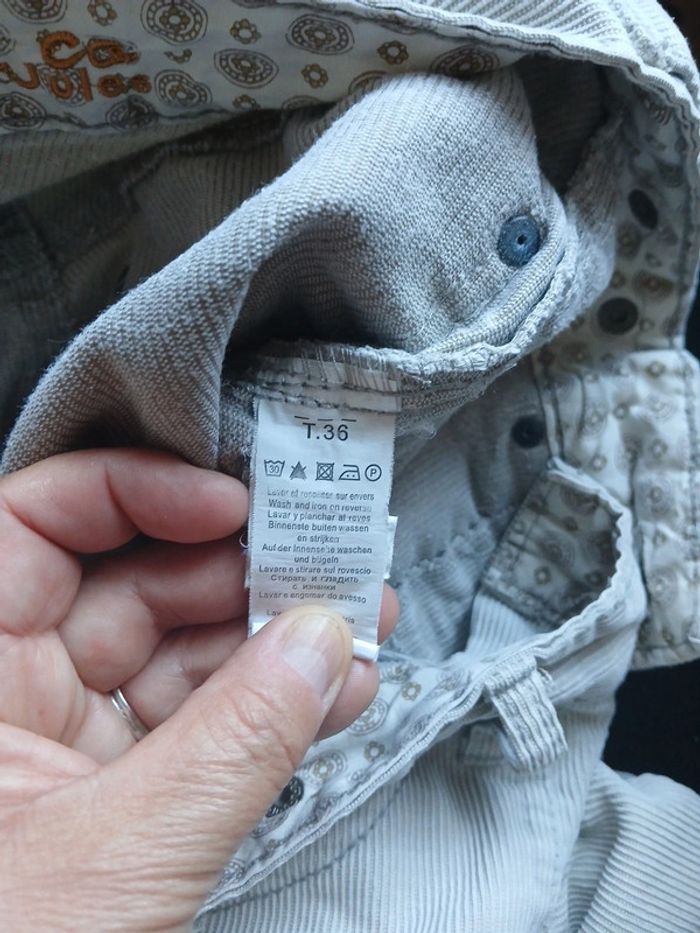 Ca
T.36
30
P
Laver et repasser sur envers
Wash and iron on reverse
Lavar y planchar al reves
Binnenste buiten wassen
en strijken
Auf der Innenseite waschen
und bügeln
Lavare e stirare sul rovescio
Стирать и гладить
с изнанки
Lavar e engomar do avesso